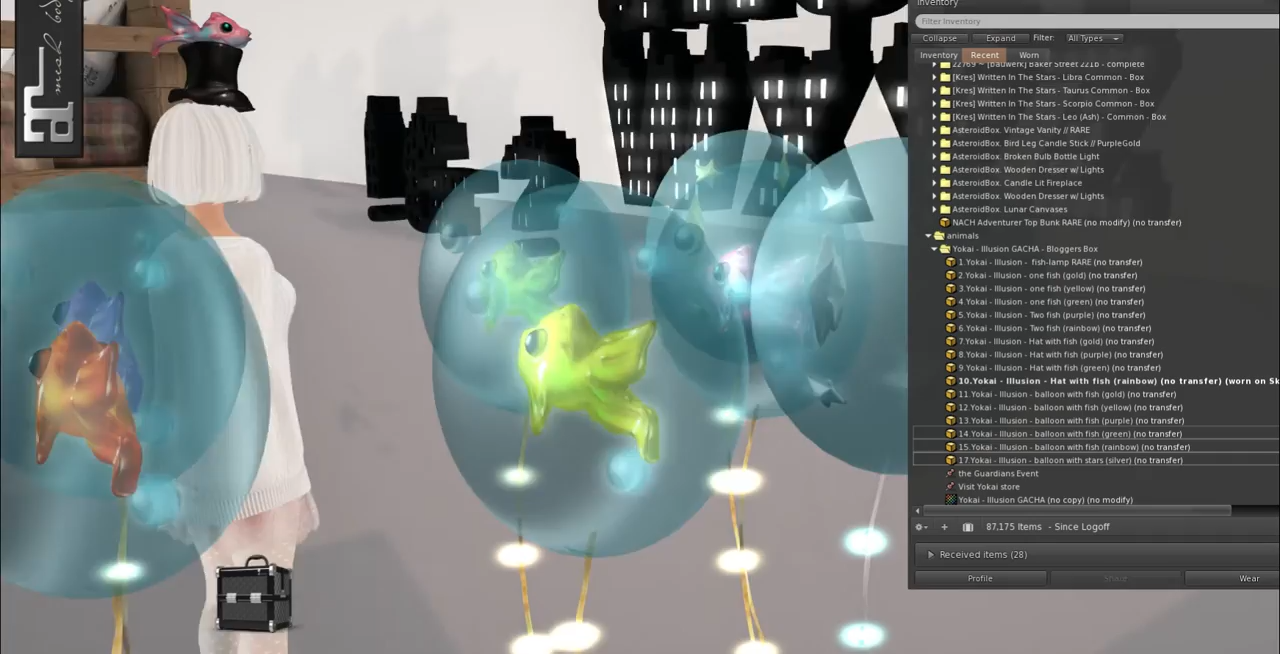 mesh body
Inventory
Filter Inventory
Collapse Expand Filter: All Types
Inventory Recent Worn
22769 ~ [bauwerk] Baker Street 221b - complete
[Kres] Written In The Stars - Libra Common - Box
[Kres] Written In The Stars - Taurus Common - Box
[Kres] Written In The Stars - Scorpio Common - Box
[Kres] Written In The Stars - Leo (Ash) - Common - Box
AsteroidBox. Vintage Vanity // RARE
AsteroidBox. Bird Leg Candle Stick // PurpleGold
AsteroidBox. Broken Bulb Bottle Light
AsteroidBox. Wooden Dresser w/ Lights
AsteroidBox. Candle Lit Fireplace
AsteroidBox. Wooden Dresser w/ Lights
AsteroidBox. Lunar Canvases
NACH Adventurer Top Bunk RARE (no modify) (no transfer)
animals
Yokai - Illusion GACHA - Bloggers Box
1.Yokai - Illusion - fish-lamp RARE (no transfer)
2.Yokai - Illusion - one fish (gold) (no transfer)
3.Yokai - Illusion - one fish (yellow) (no transfer)
4.Yokai - Illusion - one fish (green) (no transfer)
5.Yokai - Illusion - Two fish (purple) (no transfer)
6.Yokai - Illusion - Two fish (rainbow) (no transfer)
7.Yokai - Illusion - Hat with fish (gold) (no transfer)
8.Yokai - Illusion - Hat with fish (purple) (no transfer)
9.Yokai - Illusion - Hat with fish (green) (no transfer)
10.Yokai - Illusion - Hat with fish (rainbow) (no transfer) (worn on Sk
11.Yokai - Illusion - balloon with fish (gold) (no transfer)
12.Yokai - Illusion - balloon with fish (yellow) (no transfer)
13.Yokai - Illusion - balloon with fish (purple) (no transfer)
14.Yokai - Illusion - balloon with fish (green) (no transfer)
15.Yokai - Illusion - balloon with fish (rainbow) (no transfer)
17.Yokai - Illusion - balloon with stars (silver) (no transfer)
the Guardians Event
Visit Yokai store
Yokai - Illusion GACHA (no copy) (no modify)
87,175 Items - Since Logoff
Received items (28)
Profile Share Wear